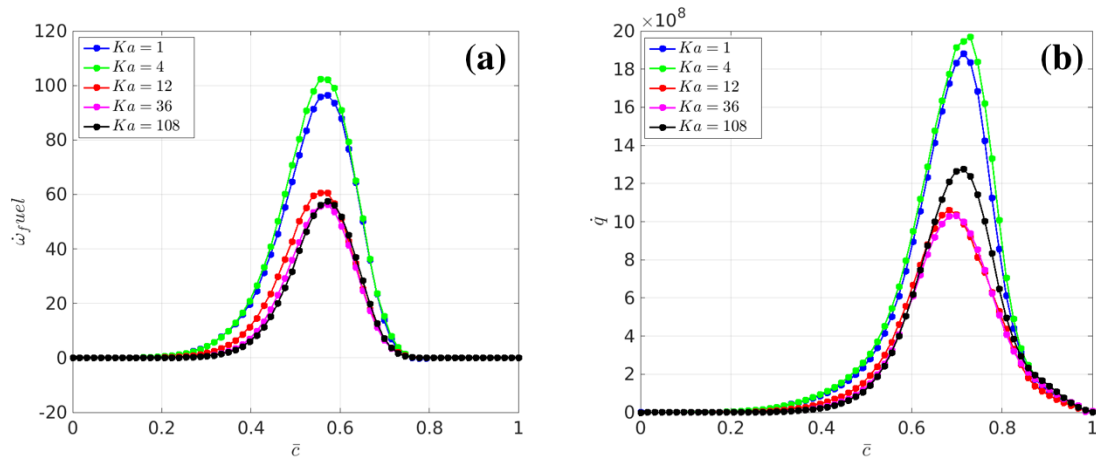 (a)
Ka = 1
Ka = 4
Ka = 12
Ka = 36
Ka = 108
120
100
80
60
40
20
0
-20
0 0.2 0.4 0.6 0.8 1
c̄
ω̇_fuel
(b)
×10⁸
Ka = 1
Ka = 4
Ka = 12
Ka = 36
Ka = 108
20
18
16
14
12
10
8
6
4
2
0
0 0.2 0.4 0.6 0.8 1
c̄
q̇